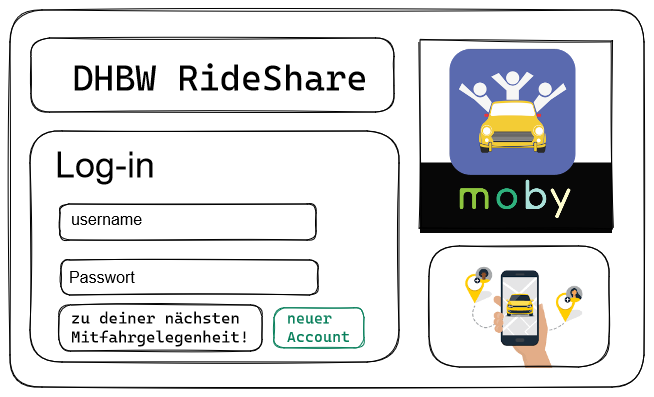 DHBW RideShare
Log-in
username
Passwort
zu deiner nächsten
Mitfahrgelegenheit!
neuer
Account
moby